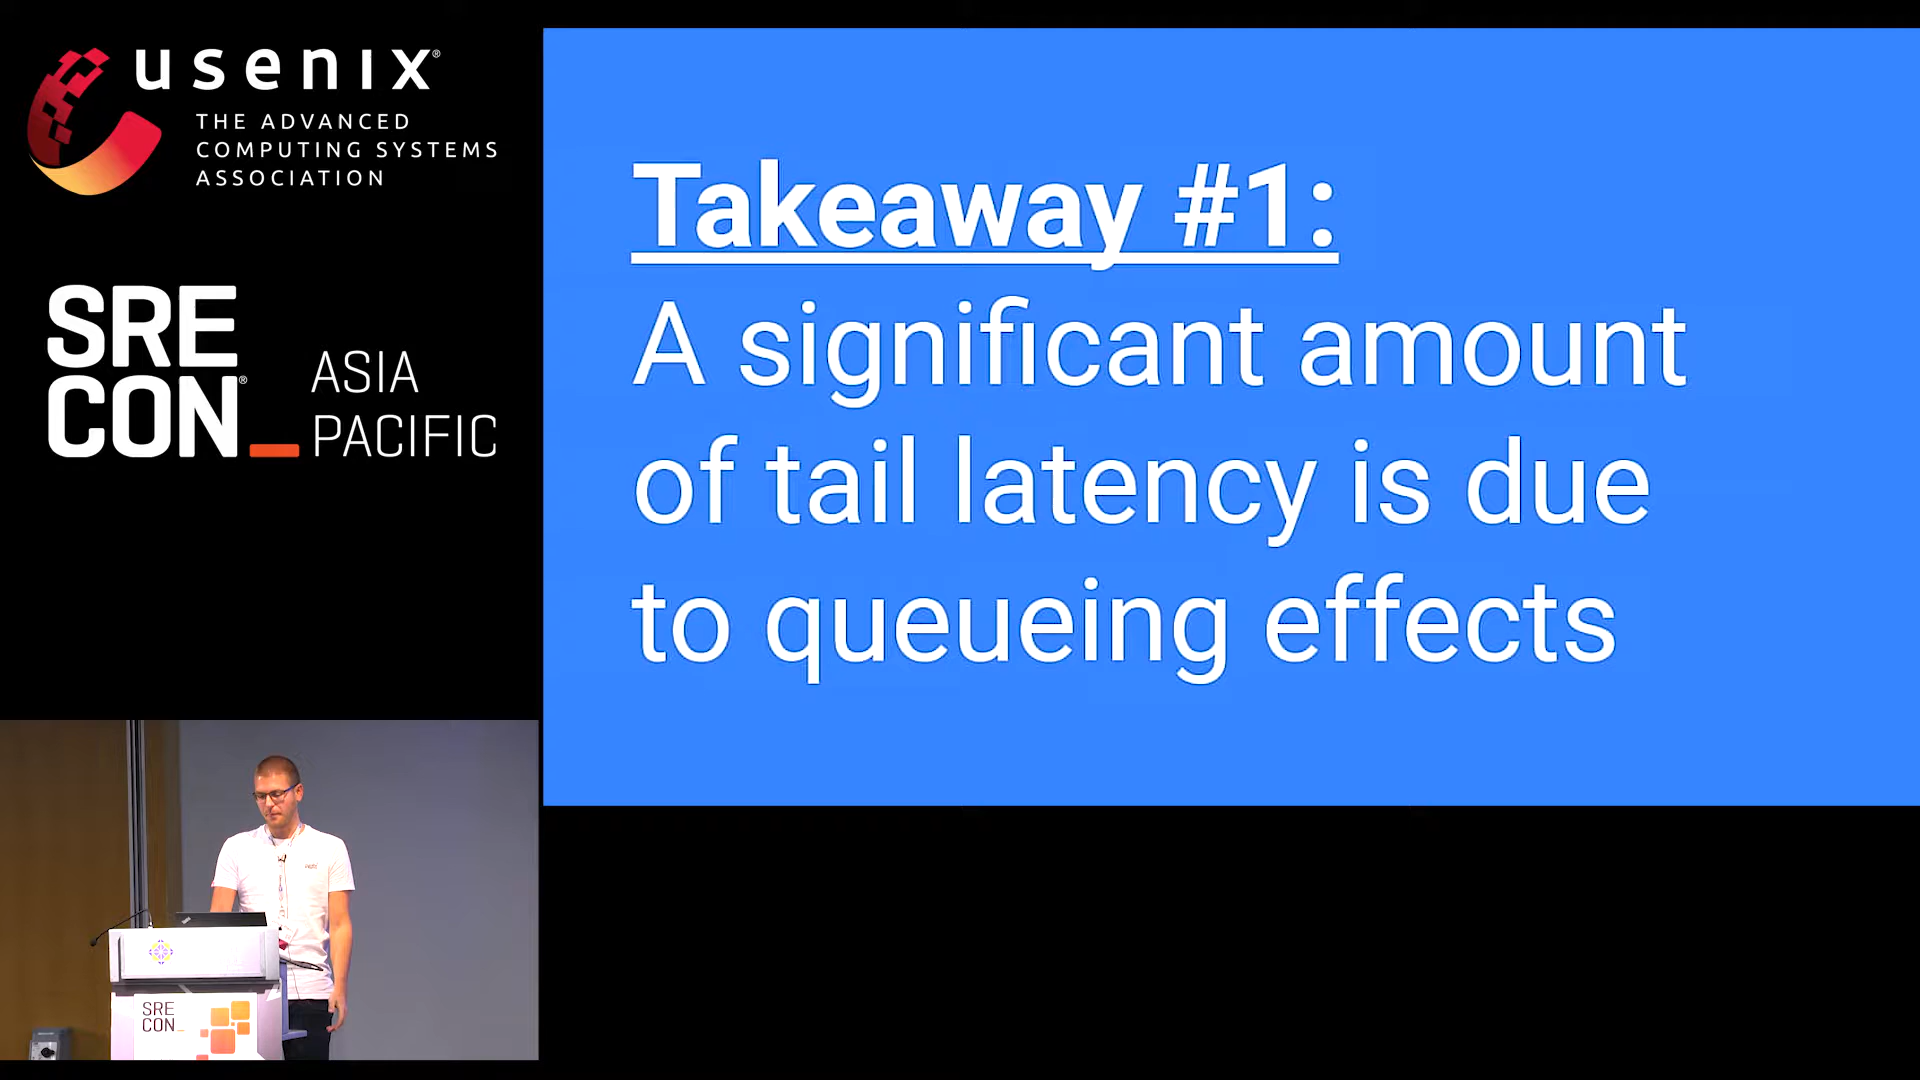 usenix®
THE ADVANCED
COMPUTING SYSTEMS
ASSOCIATION
SRE
CON®_
ASIA
PACIFIC
Takeaway #1:
A significant amount
of tail latency is due
to queueing effects
SRE
CON_